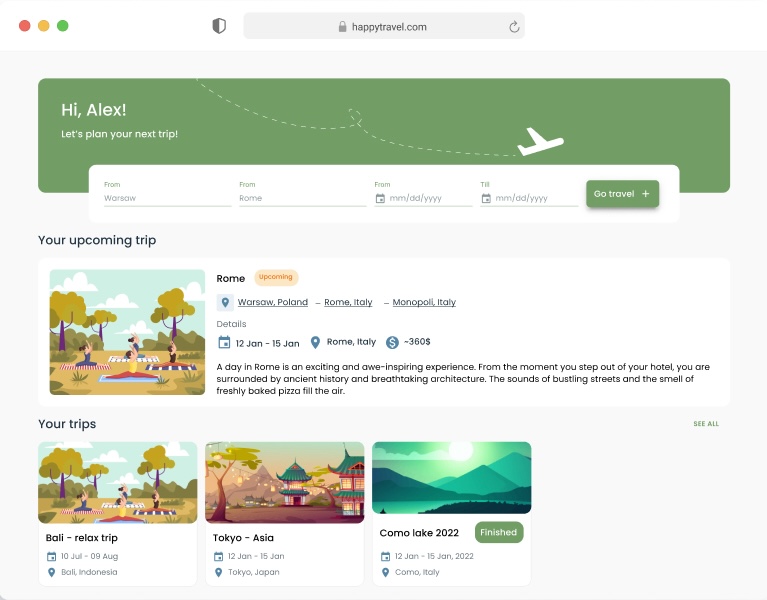 happytravel.com
Hi, Alex!
Let's plan your next trip!
From
From
From
Till
Warsaw
Rome
mm/dd/yyyy
mm/dd/yyyy
Go travel +
Your upcoming trip
Rome
Upcoming
Warsaw, Poland – Rome, Italy – Monopoli, Italy
Details
12 Jan - 15 Jan
Rome, Italy
~360$
A day in Rome is an exciting and awe-inspiring experience. From the moment you step out of your hotel, you are
surrounded by ancient history and breathtaking architecture. The sounds of bustling streets and the smell of
freshly baked pizza fill the air.
Your trips
SEE ALL
Bali - relax trip
10 Jul - 09 Aug
Bali, Indonesia
Tokyo - Asia
12 Jan - 15 Jan
Tokyo, Japan
Como lake 2022
Finished
12 Jan - 15 Jan, 2022
Como, Italy